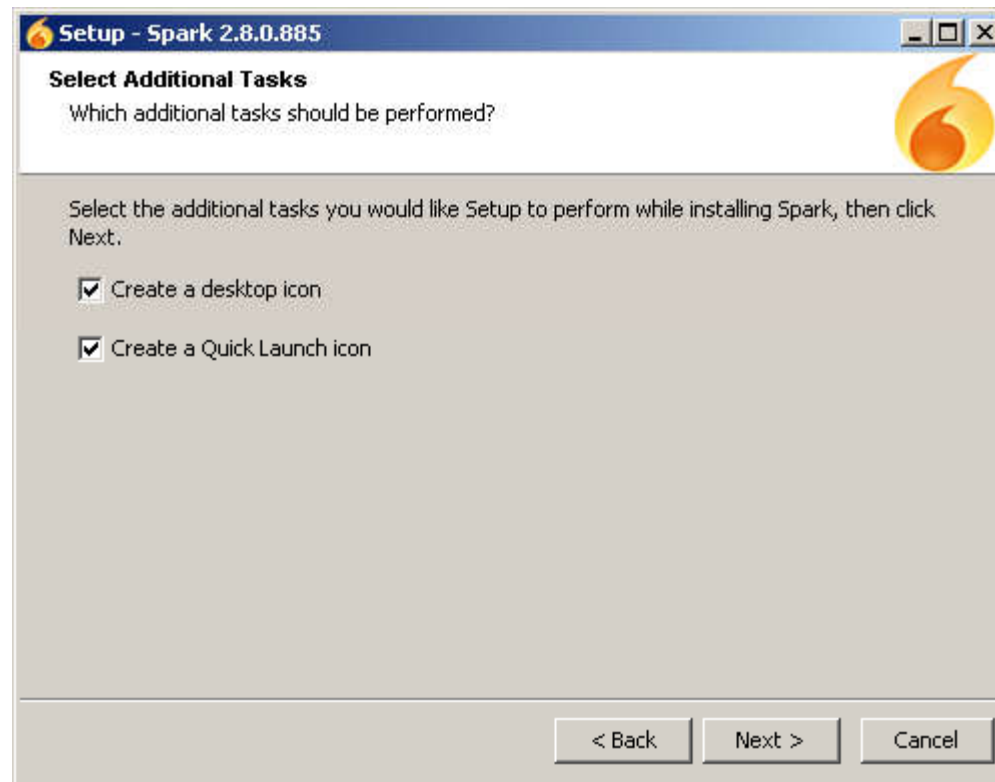 Setup - Spark 2.8.0.885
Select Additional Tasks
Which additional tasks should be performed?
Select the additional tasks you would like Setup to perform while installing Spark, then click
Next.
Create a desktop icon
Create a Quick Launch icon
< Back Next > Cancel